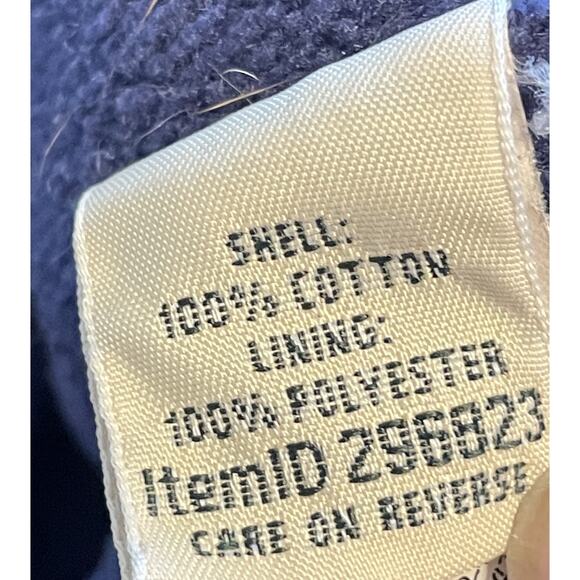 SHELL:
100% COTTON
LINING:
100% POLYESTER
ItemID 296823
CARE ON REVERSE